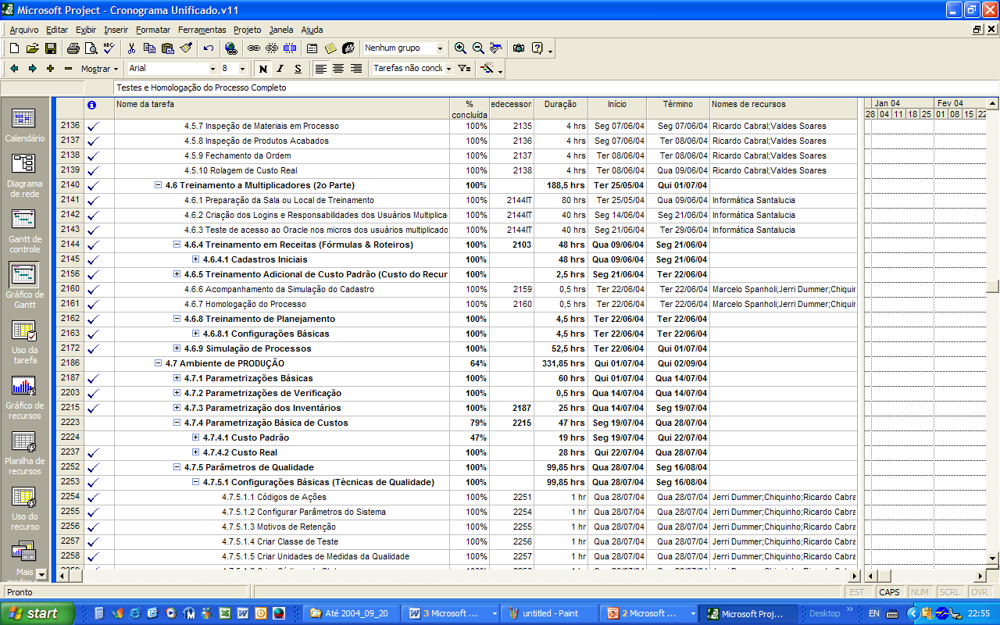 Microsoft Project - Cronograma Unificado.v11
Arquivo Editar Exibir Inserir Formatar Ferramentas Projeto Janela Ajuda
Nenhum grupo
Mostrar Arial 8 N I S Tarefas não conclu
Testes e Homologação do Processo Completo
Nome da tarefa % concluída edecessora Duração Início Término Nomes de recursos
Jan 04 Fev 04
28 04 11 18 25 01 08 15 22
2136 4.5.7 Inspeção de Materiais em Processo 100% 2135 4 hrs Seg 07/06/04 Seg 07/06/04 Ricardo Cabral;Valdes Soares
2137 4.5.8 Inspeção de Produtos Acabados 100% 2136 4 hrs Seg 07/06/04 Ter 08/06/04 Ricardo Cabral;Valdes Soares
2138 4.5.9 Fechamento da Ordem 100% 2137 4 hrs Ter 08/06/04 Ter 08/06/04 Ricardo Cabral;Valdes Soares
2139 4.5.10 Rolagem de Custo Real 100% 2138 4 hrs Ter 08/06/04 Qua 09/06/04 Ricardo Cabral;Valdes Soares
2140 4.6 Treinamento a Multiplicadores (2o Parte) 100% 188,5 hrs Ter 25/05/04 Qui 01/07/04
2141 4.6.1 Preparação da Sala ou Local de Treinamento 100% 2144IT 80 hrs Ter 25/05/04 Qua 09/06/04 Informática Santalucia
2142 4.6.2 Criação dos Logins e Responsabilidades dos Usuários Multiplica 100% 2144IT 40 hrs Seg 14/06/04 Seg 21/06/04 Informática Santalucia
2143 4.6.3 Teste de acesso ao Oracle nos micros dos usuários multiplicado 100% 2144IT 40 hrs Seg 21/06/04 Ter 29/06/04 Informática Santalucia
2144 4.6.4 Treinamento em Receitas (Fórmulas & Roteiros) 100% 2103 48 hrs Qua 09/06/04 Seg 21/06/04
2145 4.6.4.1 Cadastros Iniciais 100% 48 hrs Qua 09/06/04 Seg 21/06/04
2156 4.6.5 Treinamento Adicional de Custo Padrão (Custo do Recur 100% 2,5 hrs Seg 21/06/04 Ter 22/06/04
2160 4.6.6 Acompanhamento da Simulação do Cadastro 100% 2159 0,5 hrs Ter 22/06/04 Ter 22/06/04 Marcelo Spanholi;Jerri Dummer;Chiquin
2161 4.6.7 Homologação do Processo 100% 2160 0,5 hrs Ter 22/06/04 Ter 22/06/04 Marcelo Spanholi;Jerri Dummer;Chiquin
2162 4.6.8 Treinamento de Planejamento 100% 4,5 hrs Ter 22/06/04 Ter 22/06/04
2163 4.6.8.1 Configurações Básicas 100% 4,5 hrs Ter 22/06/04 Ter 22/06/04
2172 4.6.9 Simulação de Processos 100% 52,5 hrs Ter 22/06/04 Qui 01/07/04
2186 4.7 Ambiente de PRODUÇÃO 64% 331,85 hrs Qui 01/07/04 Qui 02/09/04
2187 4.7.1 Parametrizações Básicas 100% 60 hrs Qui 01/07/04 Qua 14/07/04
2203 4.7.2 Parametrizações de Verificação 100% 0,5 hrs Qua 14/07/04 Qua 14/07/04
2215 4.7.3 Parametrização dos Inventários 100% 2187 25 hrs Qua 14/07/04 Seg 19/07/04
2223 4.7.4 Parametrização Básica de Custos 79% 2215 47 hrs Seg 19/07/04 Qua 28/07/04
2224 4.7.4.1 Custo Padrão 47% 19 hrs Seg 19/07/04 Qui 22/07/04
2237 4.7.4.2 Custo Real 100% 28 hrs Qui 22/07/04 Qua 28/07/04
2252 4.7.5 Parâmetros de Qualidade 100% 99,85 hrs Qua 28/07/04 Seg 16/08/04
2253 4.7.5.1 Configurações Básicas (Técnicas de Qualidade) 100% 99,85 hrs Qua 28/07/04 Seg 16/08/04
2254 4.7.5.1.1 Códigos de Ações 100% 2251 1 hr Qua 28/07/04 Qua 28/07/04 Jerri Dummer;Chiquinho;Ricardo Cabra
2255 4.7.5.1.2 Configurar Parâmetros do Sistema 100% 2254 1 hr Qua 28/07/04 Qua 28/07/04 Jerri Dummer;Chiquinho;Ricardo Cabra
2256 4.7.5.1.3 Motivos de Retenção 100% 2255 1 hr Qua 28/07/04 Qua 28/07/04 Jerri Dummer;Chiquinho;Ricardo Cabra
2257 4.7.5.1.4 Criar Classe de Teste 100% 2256 1 hr Qua 28/07/04 Qua 28/07/04 Jerri Dummer;Chiquinho;Ricardo Cabra
2258 4.7.5.1.5 Criar Unidades de Medidas da Qualidade 100% 2257 1 hr Qua 28/07/04 Qua 28/07/04 Jerri Dummer;Chiquinho;Ricardo Cabra
Calendário
Diagrama
de rede
Gantt de
controle
Gráfico de
Gantt
Uso da
tarefa
Gráfico de
recursos
Planilha de
recursos
Uso do
recurso
Mais
Pronto EST CAPS NUM SCRL OVR
start Até 2004_09_20 3 Microsoft ... untitled - Paint 2 Microsoft ... Microsoft Proj... Desktop EN 22:55